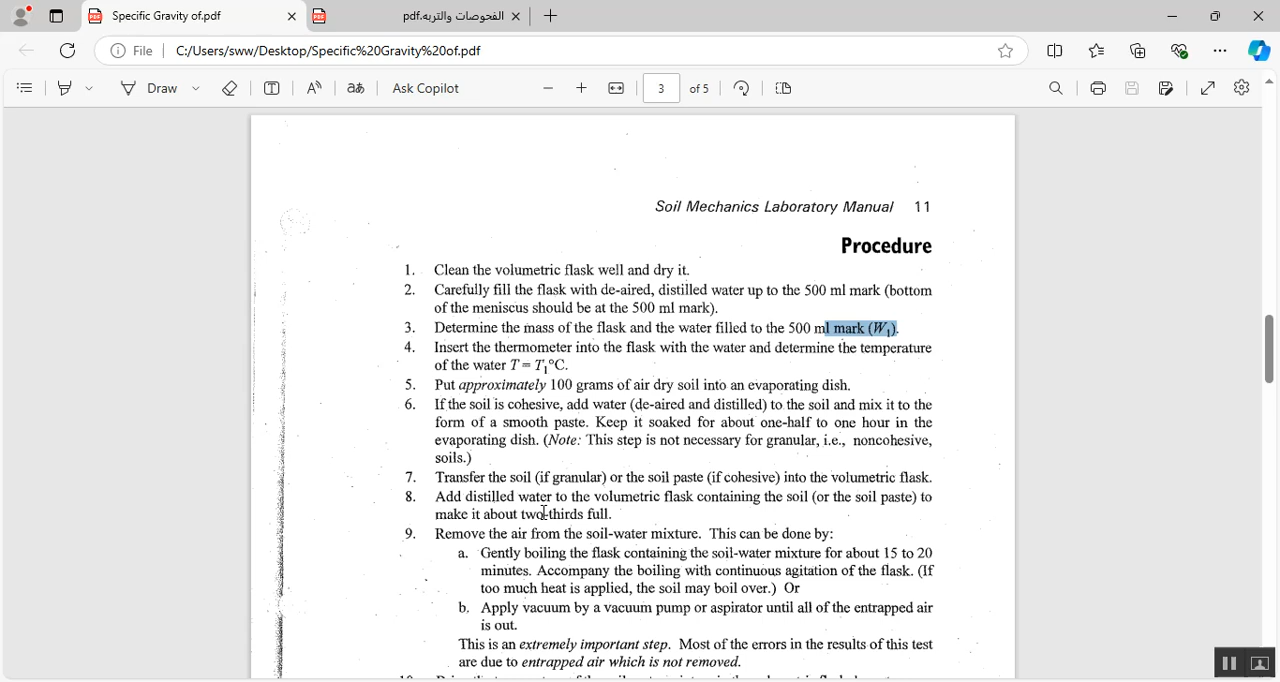 Specific Gravity of.pdf
الفحوصات والتربه.pdf
File
C:/Users/sww/Desktop/Specific%20Gravity%20of.pdf
Draw
aあ
Ask Copilot
3 of 5
Soil Mechanics Laboratory Manual 11
Procedure
1. Clean the volumetric flask well and dry it.
2. Carefully fill the flask with de-aired, distilled water up to the 500 ml mark (bottom
of the meniscus should be at the 500 ml mark).
3. Determine the mass of the flask and the water filled to the 500 ml mark (W₁).
4. Insert the thermometer into the flask with the water and determine the temperature
of the water T = T₁°C.
5. Put approximately 100 grams of air dry soil into an evaporating dish.
6. If the soil is cohesive, add water (de-aired and distilled) to the soil and mix it to the
form of a smooth paste. Keep it soaked for about one-half to one hour in the
evaporating dish. (Note: This step is not necessary for granular, i.e., noncohesive,
soils.)
7. Transfer the soil (if granular) or the soil paste (if cohesive) into the volumetric flask.
8. Add distilled water to the volumetric flask containing the soil (or the soil paste) to
make it about two-thirds full.
9. Remove the air from the soil-water mixture. This can be done by:
a. Gently boiling the flask containing the soil-water mixture for about 15 to 20
minutes. Accompany the boiling with continuous agitation of the flask. (If
too much heat is applied, the soil may boil over.) Or
b. Apply vacuum by a vacuum pump or aspirator until all of the entrapped air
is out.
This is an extremely important step. Most of the errors in the results of this test
are due to entrapped air which is not removed.